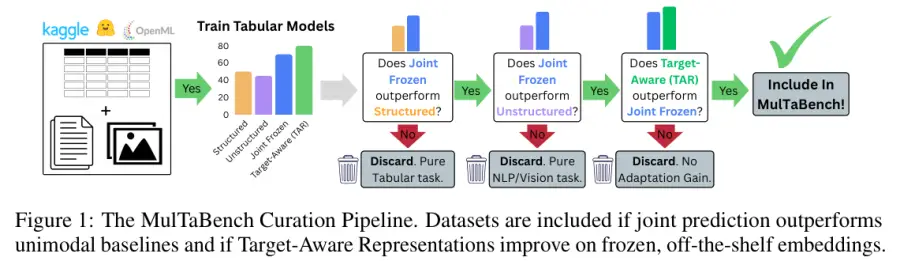 kaggle
OpenML
+
Yes
Train Tabular Models
80
60
40
20
0
Structured
Unstructured
Joint Frozen
Target-Aware (TAR)
Does Joint
Frozen
outperform
Structured?
Yes
No
Discard. Pure
Tabular task.
Does Joint
Frozen
outperform
Unstructured?
Yes
No
Discard. Pure
NLP/Vision task.
Does Target-
Aware (TAR)
outperform
Joint Frozen?
Yes
No
Discard. No
Adaptation Gain.
Include In
MulTaBench!
Figure 1: The MulTaBench Curation Pipeline. Datasets are included if joint prediction outperforms
unimodal baselines and if Target-Aware Representations improve on frozen, off-the-shelf embeddings.